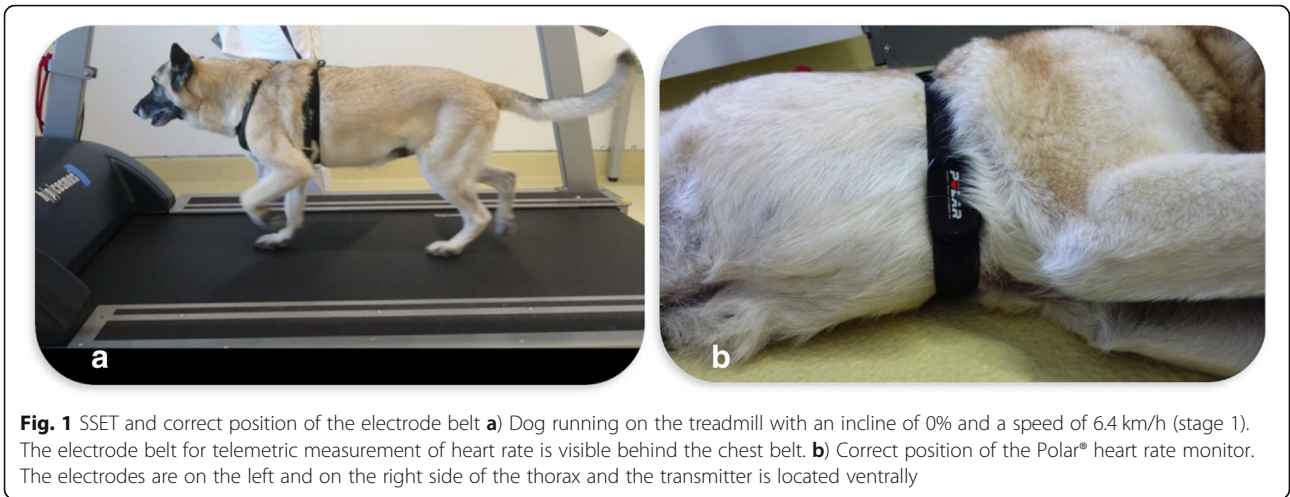 h/p/cosmos
POLAR
a
b
Fig. 1 SSET and correct position of the electrode belt a) Dog running on the treadmill with an incline of 0% and a speed of 6.4 km/h (stage 1).
The electrode belt for telemetric measurement of heart rate is visible behind the chest belt. b) Correct position of the Polar® heart rate monitor.
The electrodes are on the left and on the right side of the thorax and the transmitter is located ventrally